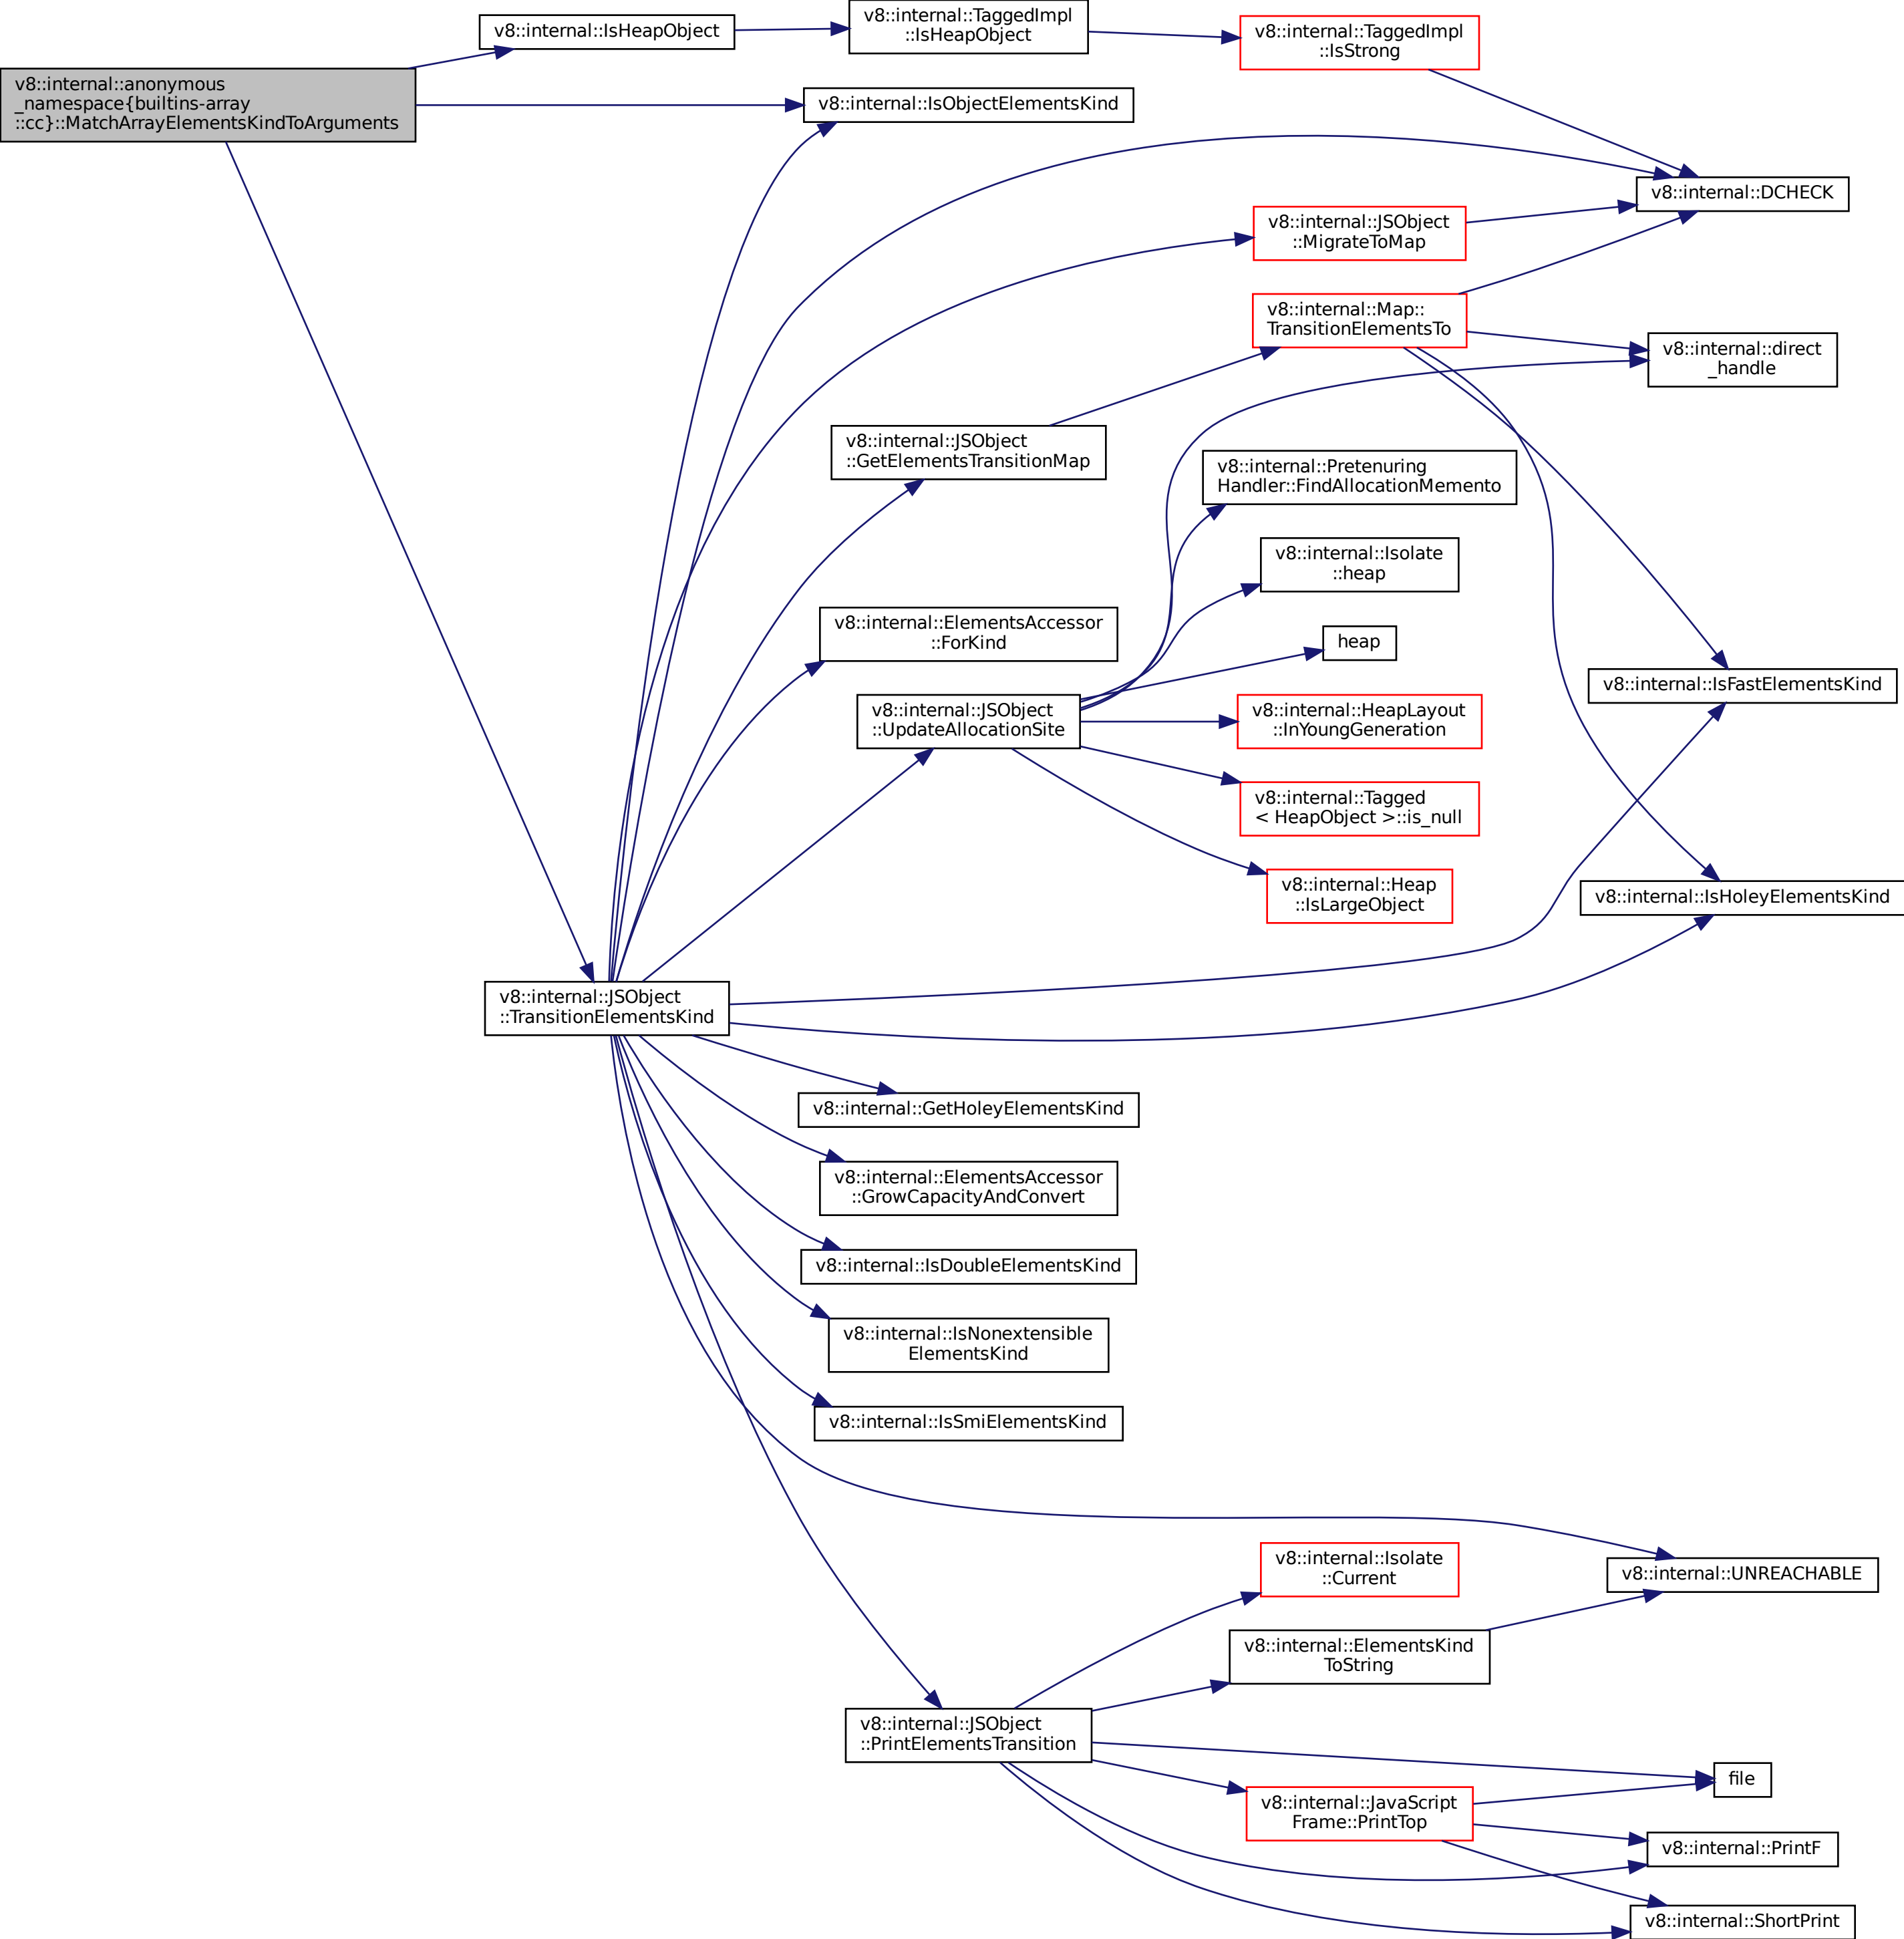 v8::internal::anonymous
_namespace{builtins-array
::cc}::MatchArrayElementsKindToArguments
v8::internal::IsHeapObject
v8::internal::TaggedImpl
::IsHeapObject
v8::internal::TaggedImpl
::IsStrong
v8::internal::IsObjectElementsKind
v8::internal::DCHECK
v8::internal::JSObject
::MigrateToMap
v8::internal::Map::
TransitionElementsTo
v8::internal::direct
_handle
v8::internal::JSObject
::GetElementsTransitionMap
v8::internal::Pretenuring
Handler::FindAllocationMemento
v8::internal::Isolate
::heap
v8::internal::ElementsAccessor
::ForKind
heap
v8::internal::IsFastElementsKind
v8::internal::JSObject
::UpdateAllocationSite
v8::internal::HeapLayout
::InYoungGeneration
v8::internal::Tagged
< HeapObject >::is_null
v8::internal::Heap
::IsLargeObject
v8::internal::IsHoleyElementsKind
v8::internal::JSObject
::TransitionElementsKind
v8::internal::GetHoleyElementsKind
v8::internal::ElementsAccessor
::GrowCapacityAndConvert
v8::internal::IsDoubleElementsKind
v8::internal::IsNonextensible
ElementsKind
v8::internal::IsSmiElementsKind
v8::internal::Isolate
::Current
v8::internal::UNREACHABLE
v8::internal::ElementsKind
ToString
v8::internal::JSObject
::PrintElementsTransition
file
v8::internal::JavaScript
Frame::PrintTop
v8::internal::PrintF
v8::internal::ShortPrint